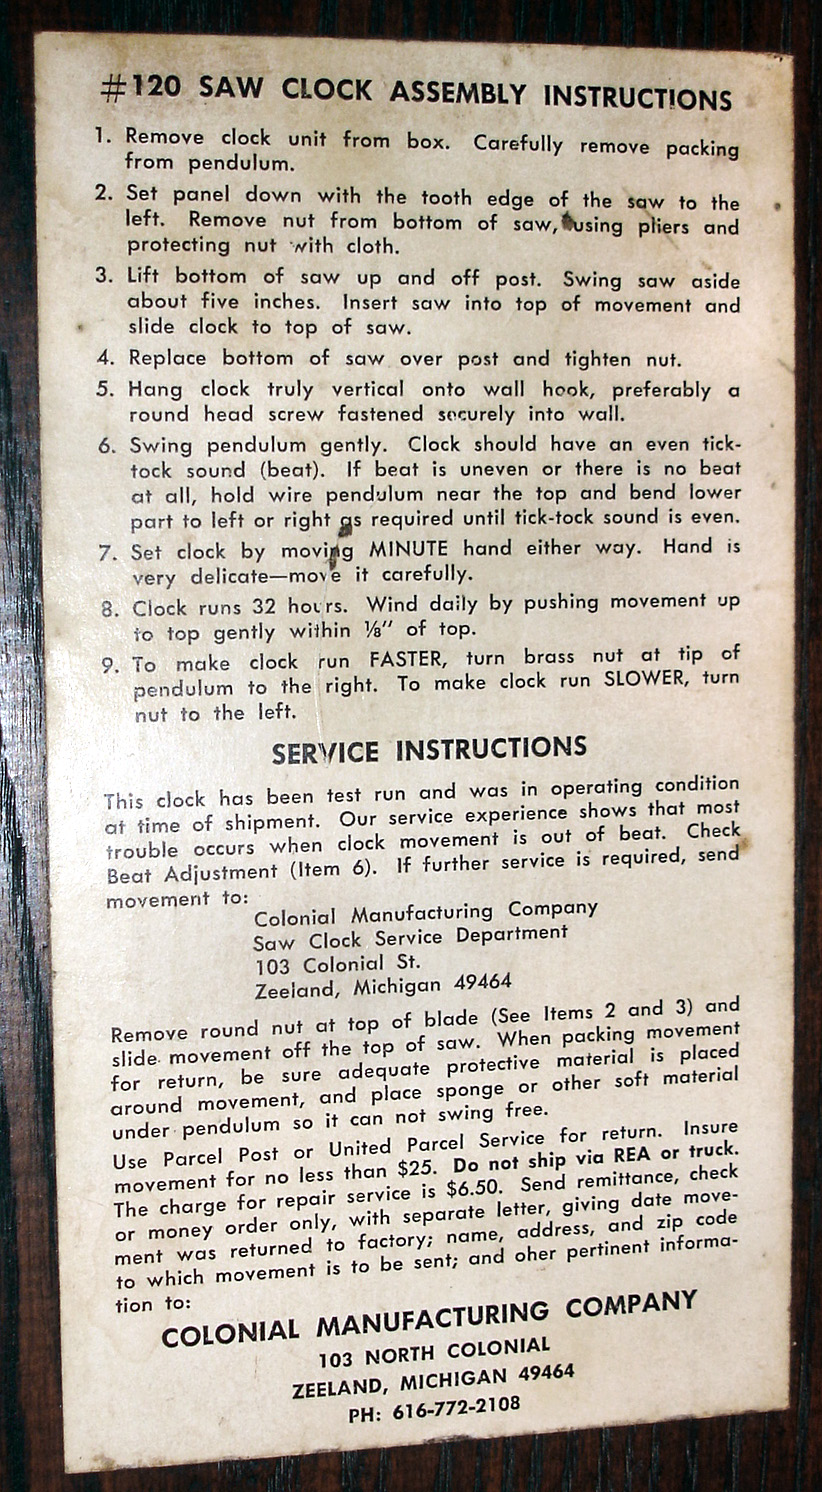 #120 SAW CLOCK ASSEMBLY INSTRUCTIONS
1. Remove clock unit from box. Carefully remove packing
from pendulum.
2. Set panel down with the tooth edge of the saw to the
left. Remove nut from bottom of saw, using pliers and
protecting nut with cloth.
3. Lift bottom of saw up and off post. Swing saw aside
about five inches. Insert saw into top of movement and
slide clock to top of saw.
4. Replace bottom of saw over post and tighten nut.
5. Hang clock truly vertical onto wall hook, preferably a
round head screw fastened securely into wall.
6. Swing pendulum gently. Clock should have an even tick-
tock sound (beat). If beat is uneven or there is no beat
at all, hold wire pendulum near the top and bend lower
part to left or right as required until tick-tock sound is even.
7. Set clock by moving MINUTE hand either way. Hand is
very delicate—move it carefully.
8. Clock runs 32 hours. Wind daily by pushing movement up
to top gently within ⅛" of top.
9. To make clock run FASTER, turn brass nut at tip of
pendulum to the right. To make clock run SLOWER, turn
nut to the left.
SERVICE INSTRUCTIONS
This clock has been test run and was in operating condition
at time of shipment. Our service experience shows that most
trouble occurs when clock movement is out of beat. Check
Beat Adjustment (Item 6). If further service is required, send
movement to:
Colonial Manufacturing Company
Saw Clock Service Department
103 Colonial St.
Zeeland, Michigan 49464
Remove round nut at top of blade (See Items 2 and 3) and
slide movement off the top of saw. When packing movement
for return, be sure adequate protective material is placed
around movement, and place sponge or other soft material
under pendulum so it can not swing free.
Use Parcel Post or United Parcel Service for return. Insure
movement for no less than $25. Do not ship via REA or truck.
The charge for repair service is $6.50. Send remittance, check
or money order only, with separate letter, giving date move-
ment was returned to factory; name, address, and zip code
to which movement is to be sent; and oher pertinent informa-
tion to:
COLONIAL MANUFACTURING COMPANY
103 NORTH COLONIAL
ZEELAND, MICHIGAN 49464
PH: 616-772-2108